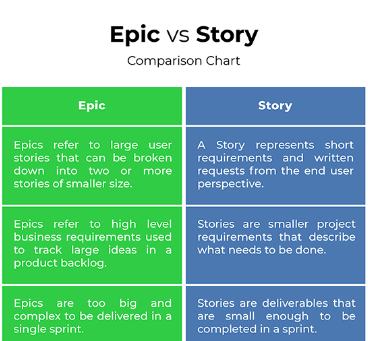 Epic vs Story
Comparison Chart
Epic
Story
Epics refer to large user
stories that can be broken
down into two or more
stories of smaller size.
A Story represents short
requirements and written
requests from the end user
perspective.
Epics refer to high level
business requirements used
to track large ideas in a
product backlog.
Stories are smaller project
requirements that describe
what needs to be done.
Epics are too big and
complex to be delivered in a
single sprint.
Stories are deliverables that
are small enough to be
completed in a sprint.